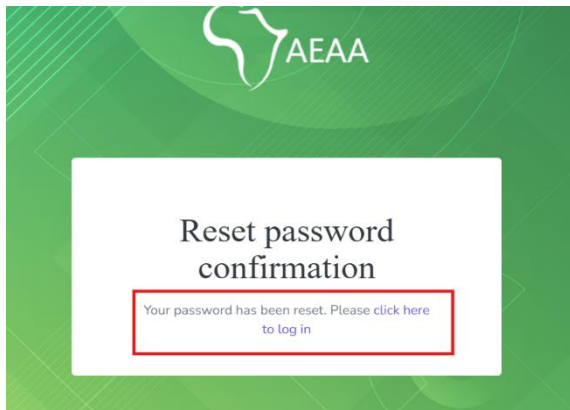 AEAA
Reset password
confirmation
Your password has been reset. Please click here
to log in